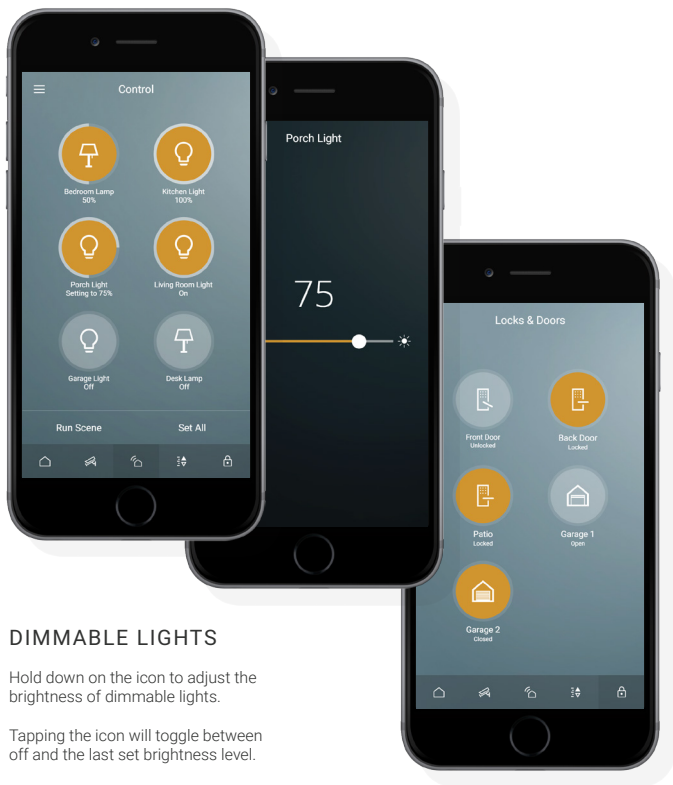 Control
Bedroom Lamp
50%
Kitchen Light
100%
Porch Light
Setting to 75%
Living Room Light
On
Garage Light
Off
Desk Lamp
Off
Run Scene
Set All
Porch Light
75
Locks & Doors
Front Door
Unlocked
Back Door
Locked
Patio
Locked
Garage 1
Open
Garage 2
Closed
DIMMABLE LIGHTS
Hold down on the icon to adjust the
brightness of dimmable lights.
Tapping the icon will toggle between
off and the last set brightness level.